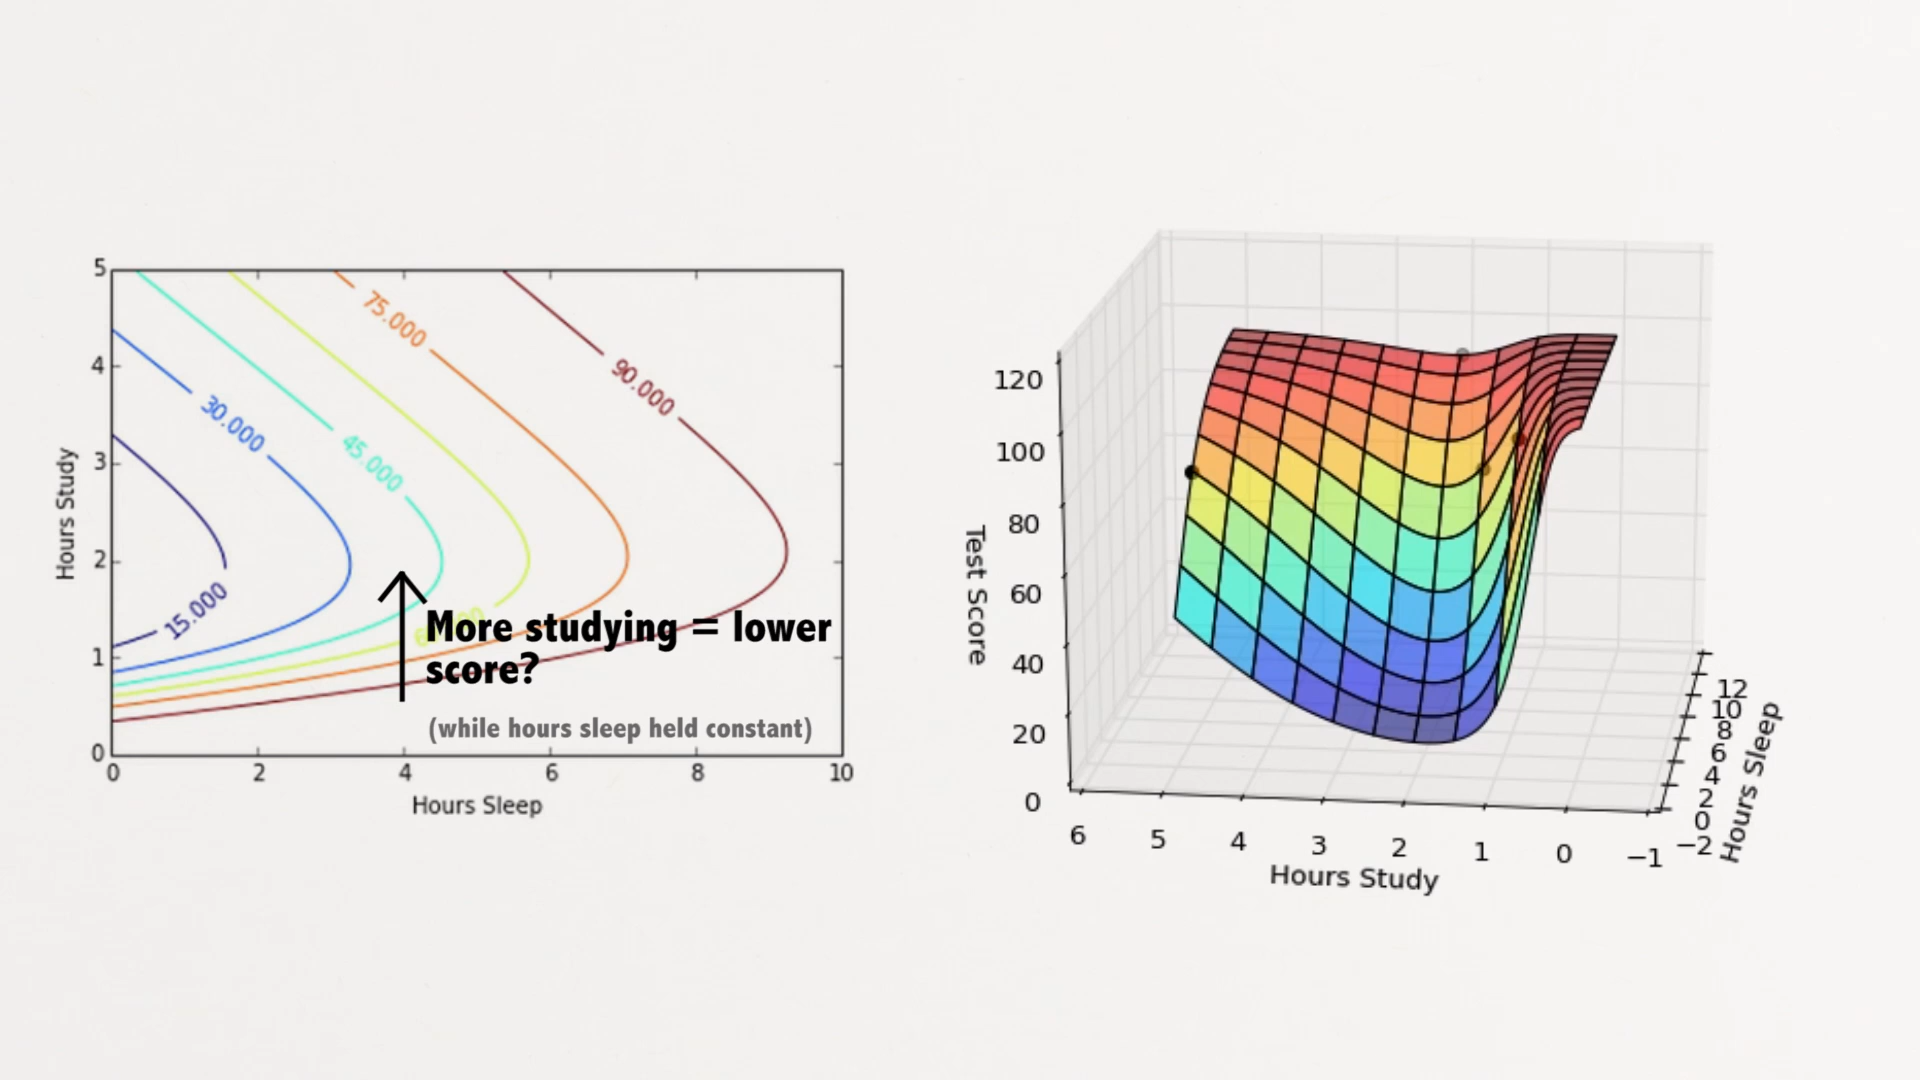 5
4
3
2
1
0
Hours Study
0 2 4 6 8 10
Hours Sleep
15.000
30.000
45.000
75.000
90.000
More studying = lower
score?
(while hours sleep held constant)
120
100
80
60
40
20
0
Test Score
6 5 4 3 2 1 0 −1
Hours Study
12
10
8
6
4
2
0
−2
Hours Sleep